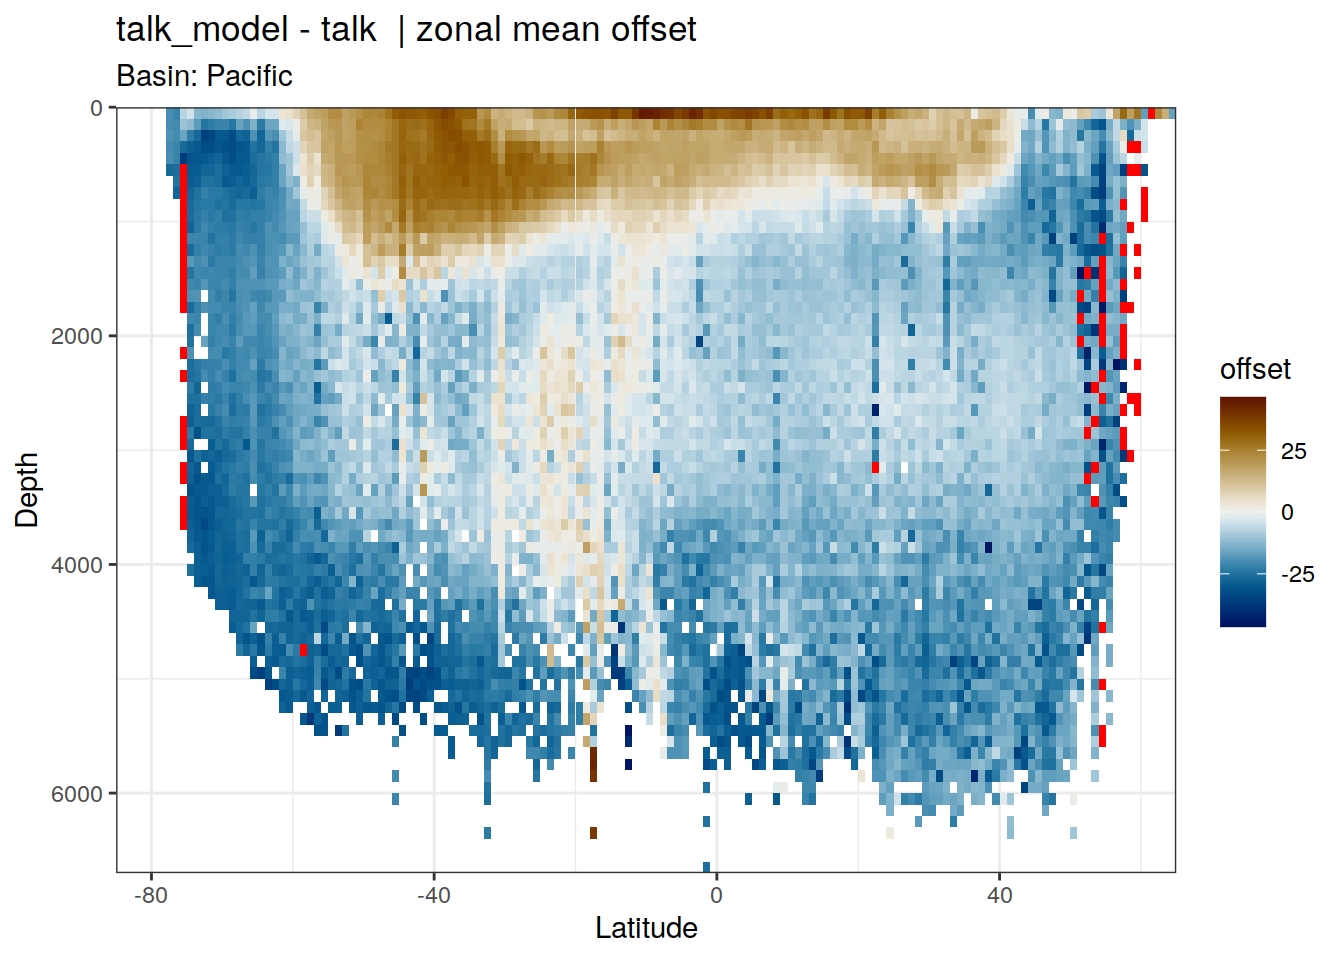 talk_model - talk  | zonal mean offset
Basin: Pacific
0
2000
4000
6000
Depth
-80
-40
0
40
Latitude
offset
25
0
-25